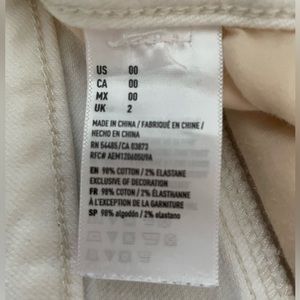 US 00
CA 00
MX 00
UK 2
MADE IN CHINA / FABRIQUÉ EN CHINE /
HECHO EN CHINA
RN 54485/CA 03873
RFC# AEM120605U9A
EN 98% COTTON / 2% ELASTANE
EXCLUSIVE OF DECORATION
FR 98% COTON / 2% ÉLASTHANNE
À L'EXCEPTION DE LA GARNITURE
SP 98% algodón / 2% elastano